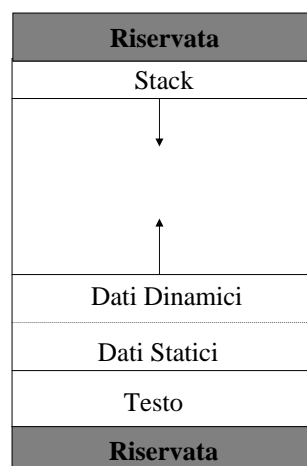 Riservata
Stack
Dati Dinamici
Dati Statici
Testo
Riservata